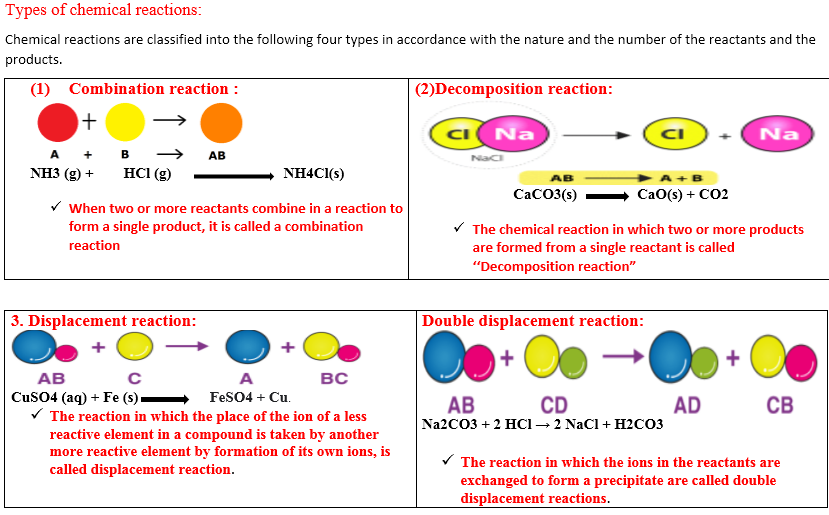 Types of chemical reactions:
Chemical reactions are classified into the following four types in accordance with the nature and the number of the reactants and the
products.
(1) Combination reaction :
+ →
A + B → AB
NH3 (g) + HCl (g) → NH4Cl(s)
✓ When two or more reactants combine in a reaction to
form a single product, it is called a combination
reaction
(2)Decomposition reaction:
Cl Na → Cl + Na
NaCl
AB → A + B
CaCO3(s) → CaO(s) + CO2
✓ The chemical reaction in which two or more products
are formed from a single reactant is called
“Decomposition reaction”
3. Displacement reaction:
+ → +
AB C A BC
CuSO4 (aq) + Fe (s) → FeSO4 + Cu.
✓ The reaction in which the place of the ion of a less
reactive element in a compound is taken by another
more reactive element by formation of its own ions, is
called displacement reaction.
Double displacement reaction:
+ → +
AB CD AD CB
Na2CO3 + 2 HCl → 2 NaCl + H2CO3
✓ The reaction in which the ions in the reactants are
exchanged to form a precipitate are called double
displacement reactions.